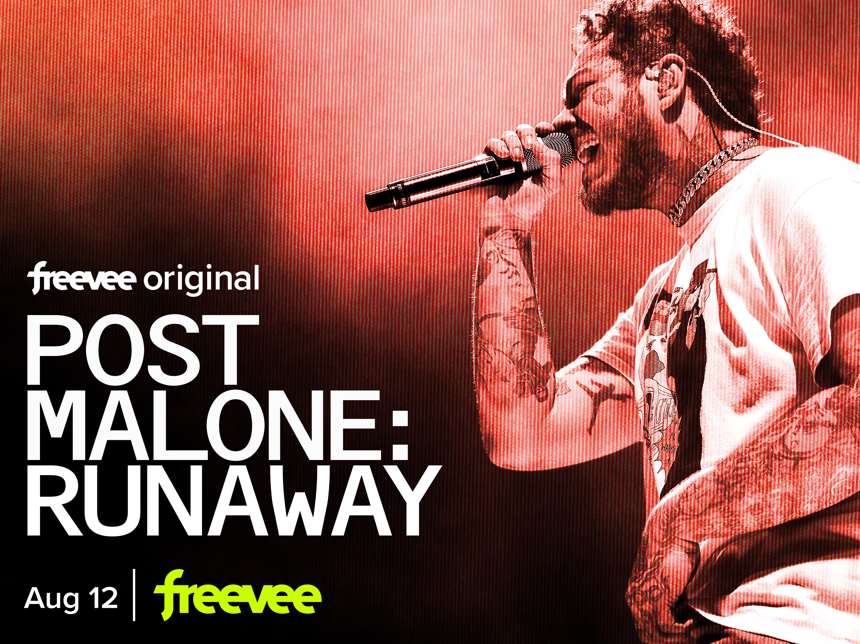 freevee original
POST
MALONE:
RUNAWAY
Aug 12 | freevee